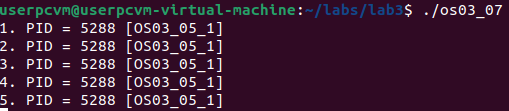 userpcvm@userpcvm-virtual-machine:~/labs/lab3$ ./os03_07
1. PID = 5288 [OS03_05_1]
2. PID = 5288 [OS03_05_1]
3. PID = 5288 [OS03_05_1]
4. PID = 5288 [OS03_05_1]
5. PID = 5288 [OS03_05_1]